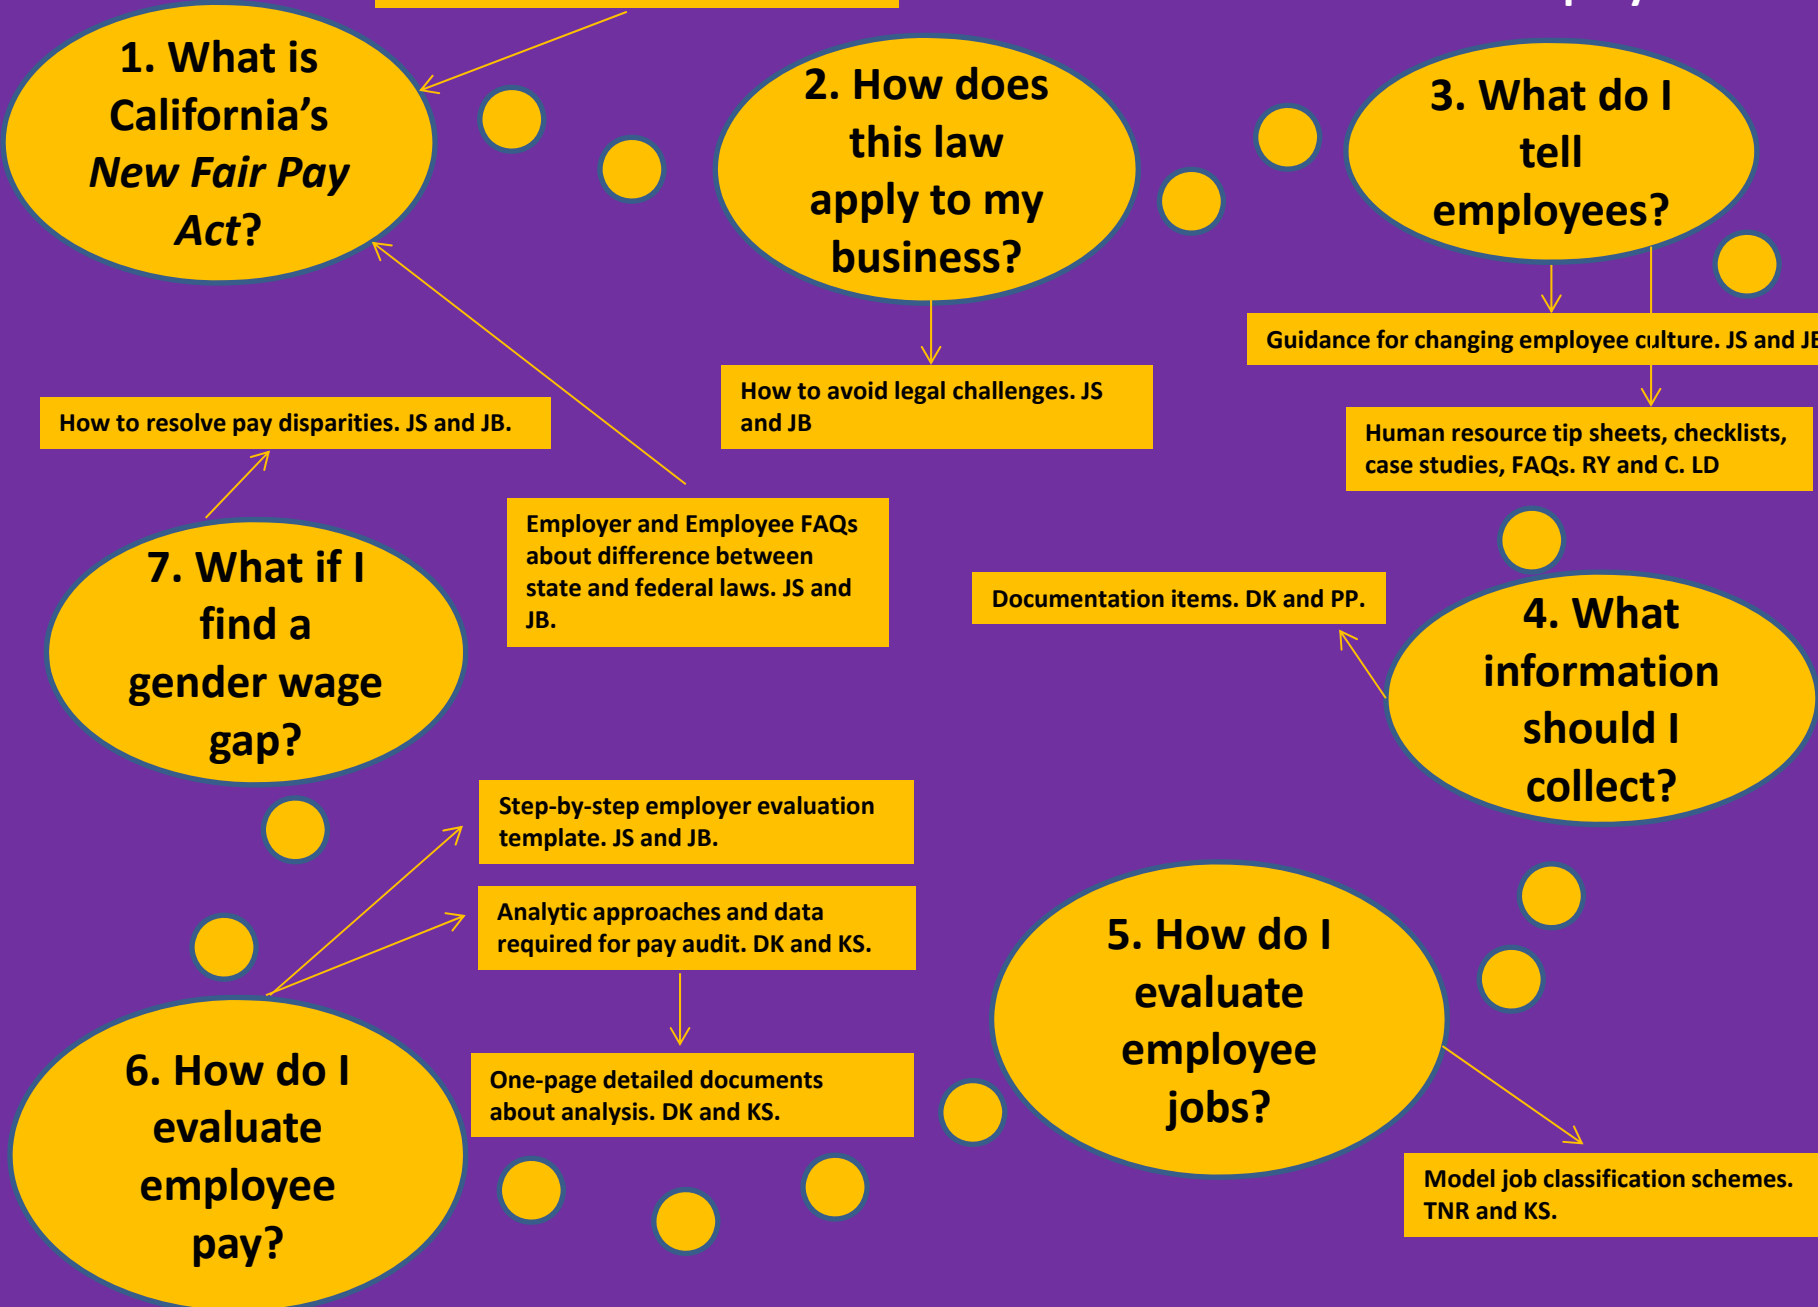 1. What is
California’s
New Fair Pay
Act?
2. How does
this law
apply to my
business?
3. What do I
tell
employees?
Guidance for changing employee culture. JS and JB
How to avoid legal challenges. JS
and JB
How to resolve pay disparities. JS and JB.
Human resource tip sheets, checklists,
case studies, FAQs. RY and C. LD
Employer and Employee FAQs
about difference between
state and federal laws. JS and
JB.
7. What if I
find a
gender wage
gap?
Documentation items. DK and PP.
4. What
information
should I
collect?
Step-by-step employer evaluation
template. JS and JB.
Analytic approaches and data
required for pay audit. DK and KS.
5. How do I
evaluate
employee
jobs?
6. How do I
evaluate
employee
pay?
One-page detailed documents
about analysis. DK and KS.
Model job classification schemes.
TNR and KS.